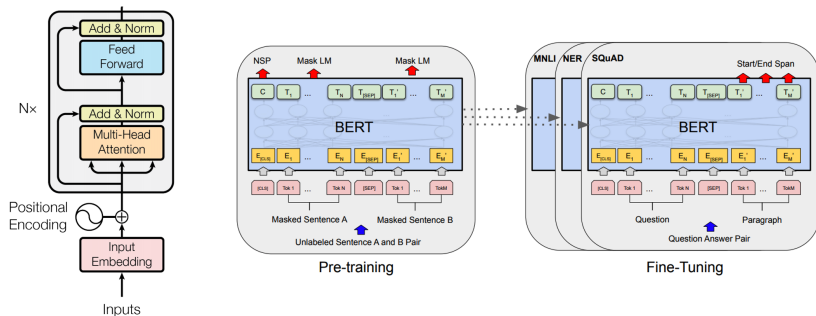 Add & Norm
Feed
Forward
Nx
Add & Norm
Multi-Head
Attention
Positional
Encoding
Input
Embedding
Inputs
NSP Mask LM Mask LM
C T1 ... TN T[SEP] T1' ... TM'
BERT
E[CLS] E1 ... EN E[SEP] E1' ... EM'
[CLS] Tok 1 ... Tok N [SEP] Tok 1 ... TokM
Masked Sentence A Masked Sentence B
Unlabeled Sentence A and B Pair
Pre-training
MNLI NER SQuAD Start/End Span
C T1 ... TN T[SEP] T1' ... TM'
BERT
E[CLS] E1 ... EN E[SEP] E1' ... EM'
[CLS] Tok 1 ... Tok N [SEP] Tok 1 ... TokM
Question Paragraph
Question Answer Pair
Fine-Tuning